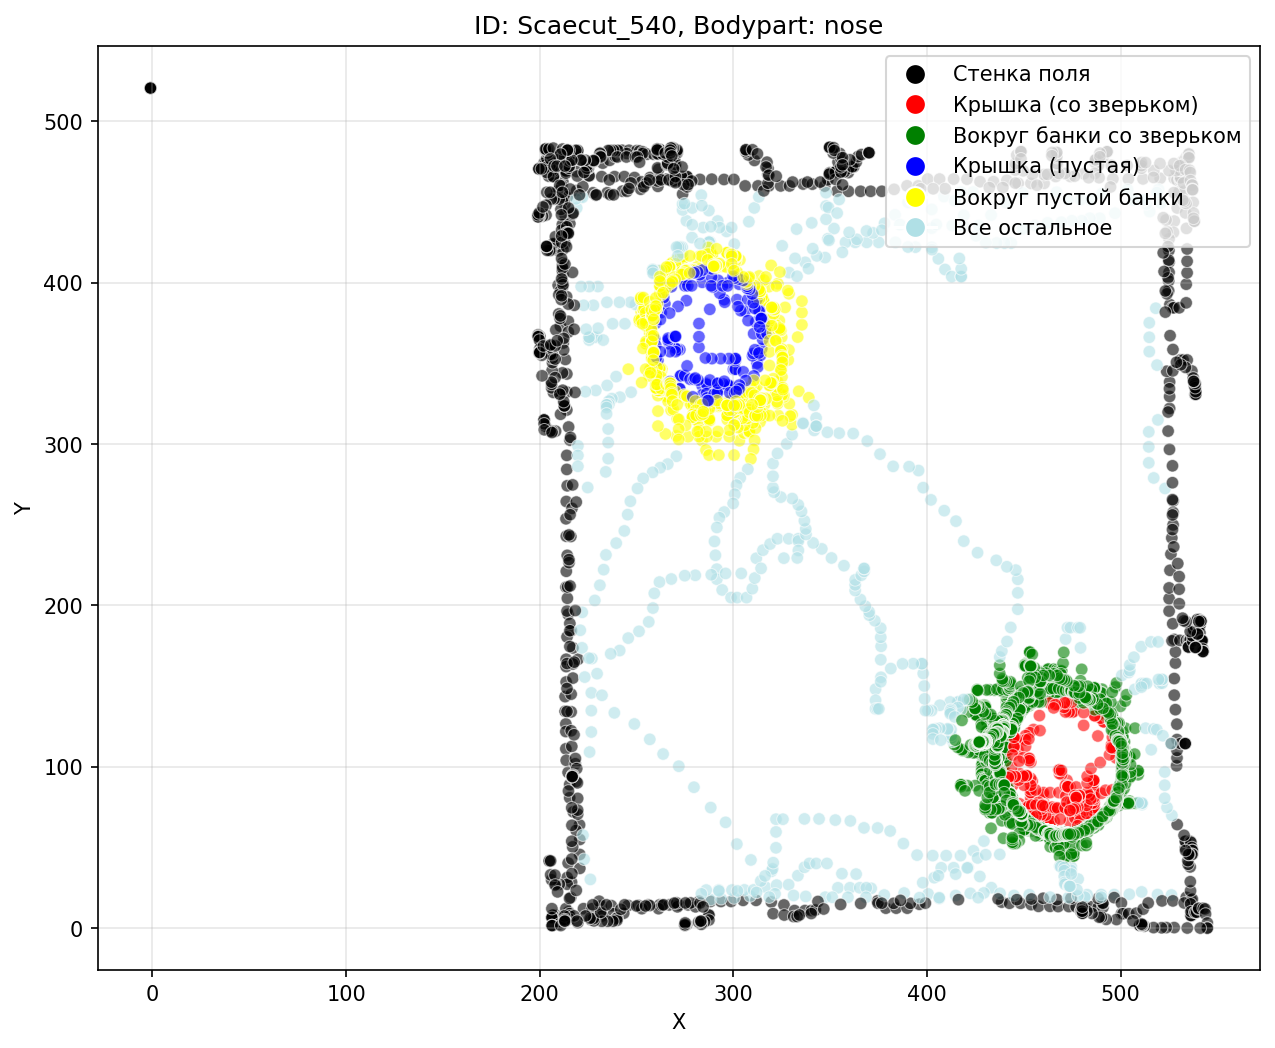 ID: Scaecut_540, Bodypart: nose
Стенка поля
Крышка (со зверьком)
Вокруг банки со зверьком
Крышка (пустая)
Вокруг пустой банки
Все остальное
500
400
300
200
100
0
Y
0 100 200 300 400 500
X